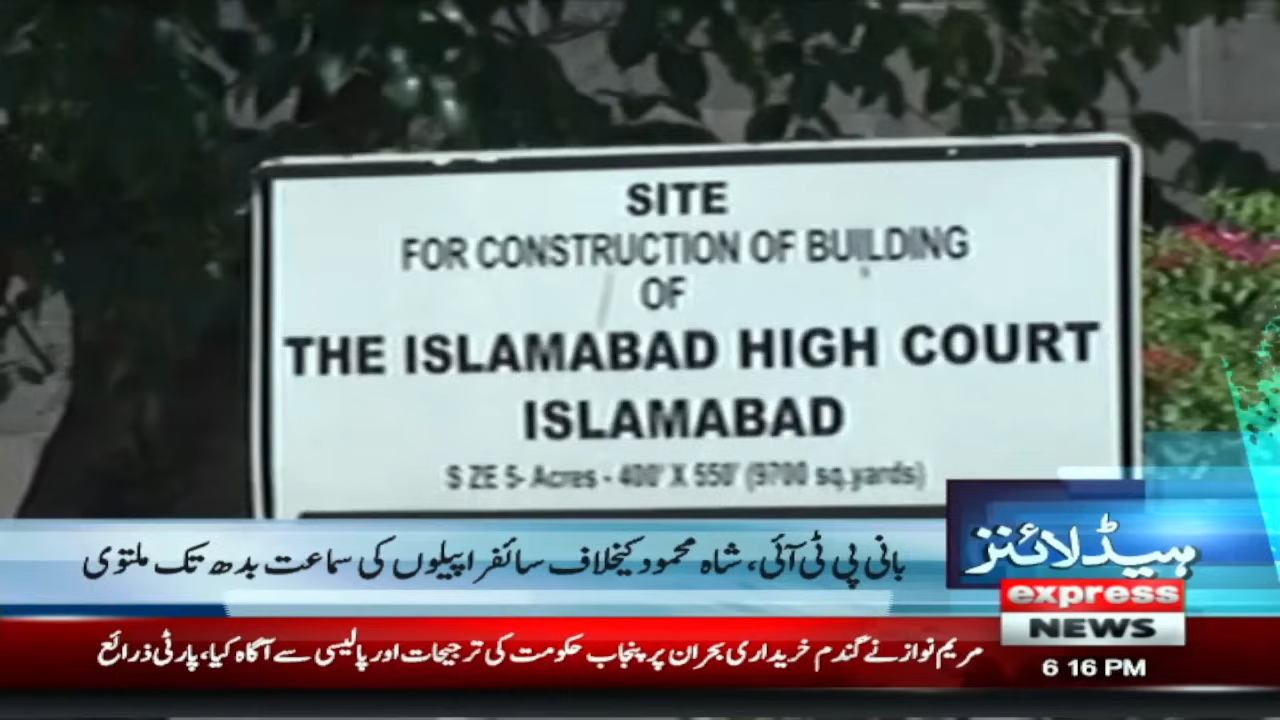 SITE
FOR CONSTRUCTION OF BUILDING
OF
THE ISLAMABAD HIGH COURT
ISLAMABAD
S ZE 5- Acres - 400' X 550' (9700 sq.yards)
ہیڈلائنز
بانی پی ٹی آئی، شاہ محمود کیخلاف سائفر اپیلوں کی سماعت بدھ تک ملتوی
express
NEWS
مریم نواز نے گندم خریداری بحران پر پنجاب حکومت کی ترجیحات اور پالیسی سے آگاہ کیا، پارٹی ذرائع
6 16 PM